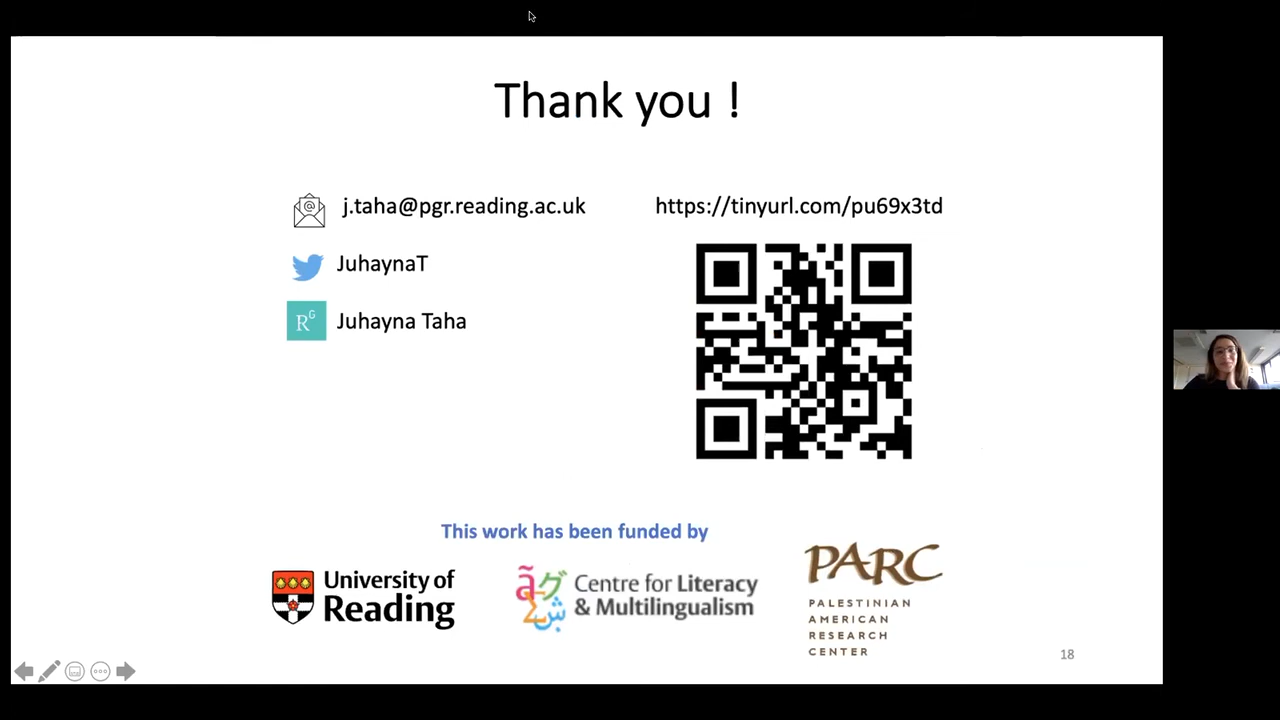 Thank you !
j.taha@pgr.reading.ac.uk
JuhaynaT
RG
Juhayna Taha
https://tinyurl.com/pu69x3td
This work has been funded by
University of
Reading
Centre for Literacy
& Multilingualism
PARC
PALESTINIAN
AMERICAN
RESEARCH
CENTER
18